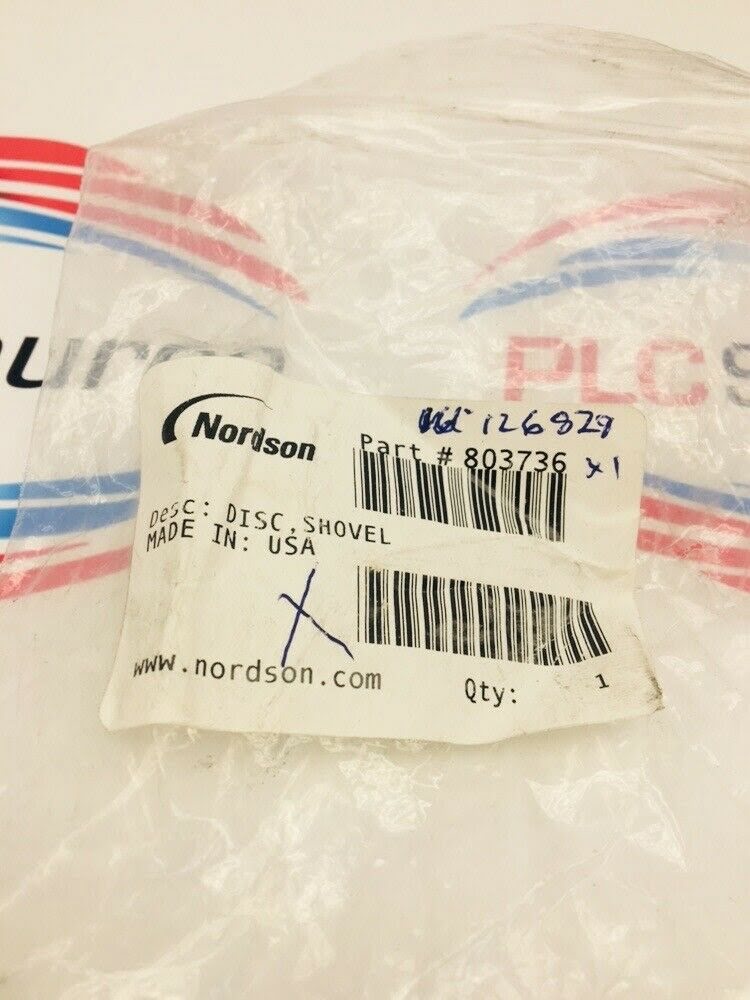 PLC
Nordson
126829
Part # 803736 x1
Desc: DISC, SHOVEL
MADE IN: USA
www.nordson.com
Qty: 1